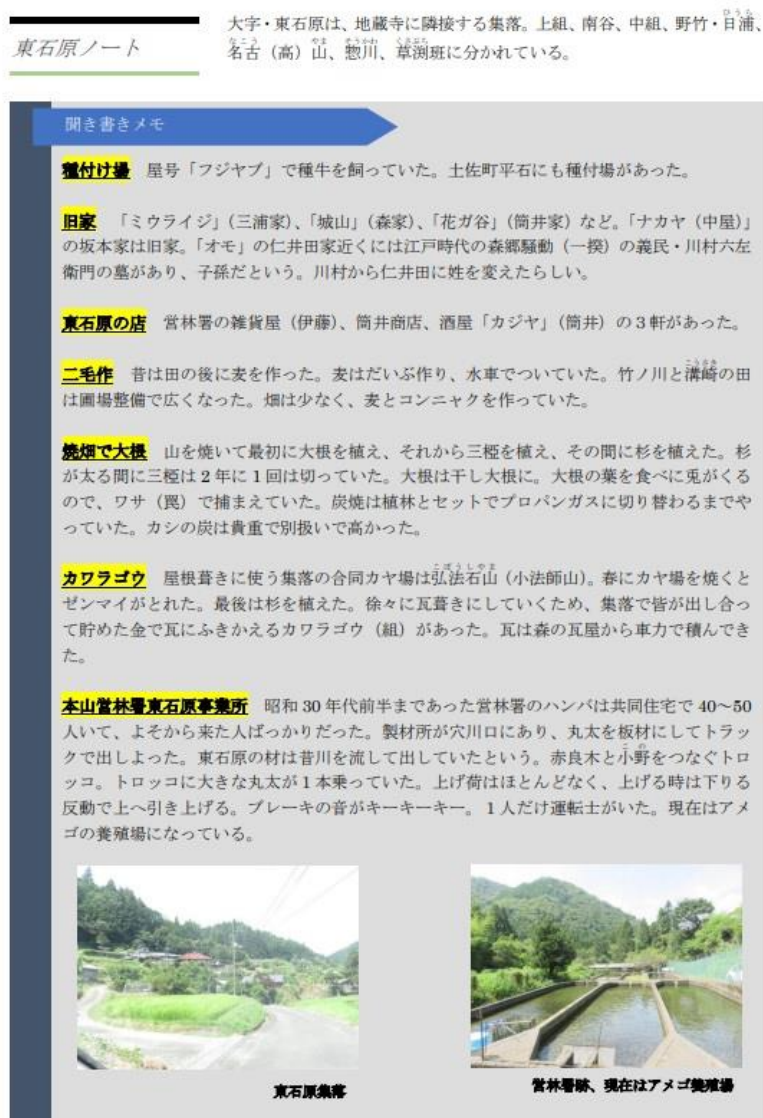 東石原ノート
大字・東石原は、地蔵寺に隣接する集落。上組、南谷、中組、野竹・日浦、
名古（高）山、惣川、草渕班に分かれている。
聞き書きメモ
種付け場　屋号「フジヤブ」で種牛を飼っていた。土佐町平石にも種付場があった。
旧家　「ミウライジ」（三浦家）、「城山」（森家）、「花ガ谷」（筒井家）など。「ナカヤ（中屋）」
の坂本家は旧家。「オモ」の仁井田家近くには江戸時代の森郷騒動（一揆）の義民・川村六左
衛門の墓があり、子孫だという。川村から仁井田に姓を変えたらしい。
東石原の店　営林署の雑貨屋（伊藤）、筒井商店、酒屋「カジヤ」（筒井）の３軒があった。
二毛作　昔は田の後に麦を作った。麦はだいぶ作り、水車でついていた。竹ノ川と溝崎の田
は圃場整備で広くなった。畑は少なく、麦とコンニャクを作っていた。
焼畑で大根　山を焼いて最初に大根を植え、それから三椏を植え、その間に杉を植えた。杉
が太る間に三椏は 2 年に 1 回は切っていた。大根は干し大根に。大根の葉を食べに兎がくる
ので、ワサ（罠）で捕まえていた。炭焼は植林とセットでプロパンガスに切り替わるまでや
っていた。カシの炭は貴重で別扱いで高かった。
カワラゴウ　屋根葺きに使う集落の合同カヤ場は弘法石山（小法師山）。春にカヤ場を焼くと
ゼンマイがとれた。最後は杉を植えた。徐々に瓦葺きにしていくため、集落で皆が出し合っ
て貯めた金で瓦にふきかえるカワラゴウ（組）があった。瓦は森の瓦屋から車力で積んでき
た。
本山営林署東石原事業所　昭和 30 年代前半まであった営林署のハンバは共同住宅で 40～50
人いて、よそから来た人ばっかりだった。製材所が穴川口にあり、丸太を板材にしてトラッ
クで出しよった。東石原の材は昔川を流して出していたという。赤良木と小野をつなぐトロ
ッコ。トロッコに大きな丸太が１本乗っていた。上げ荷はほとんどなく、上げる時は下りる
反動で上へ引き上げる。ブレーキの音がキーキーキー。１人だけ運転士がいた。現在はアメ
ゴの養殖場になっている。
東石原集落
営林署跡、現在はアメゴ養殖場